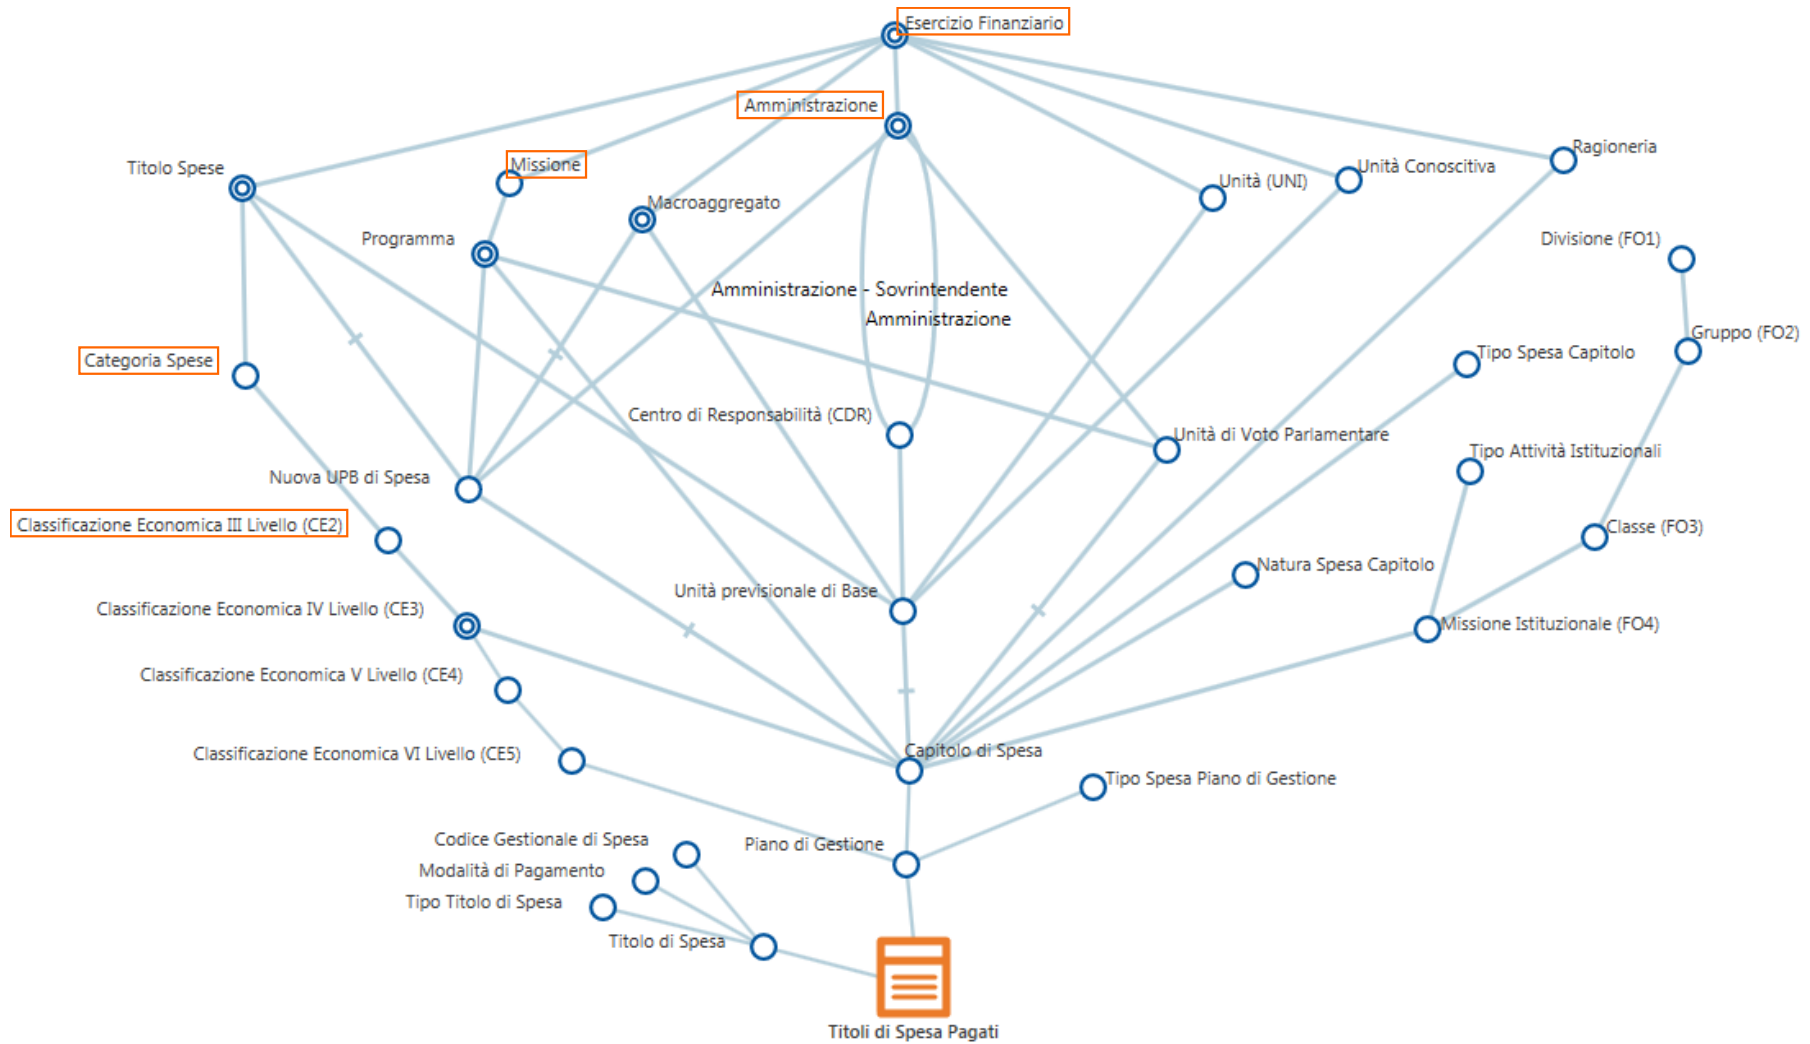 Esercizio Finanziario
Amministrazione
Ragioneria
Missione
Titolo Spese
Unità Conoscitiva
Unità (UNI)
Macroaggregato
Programma
Divisione (FO1)
Amministrazione - Sovrintendente
Amministrazione
Gruppo (FO2)
Tipo Spesa Capitolo
Categoria Spese
Centro di Responsabilità (CDR)
Unità di Voto Parlamentare
Tipo Attività Istituzionali
Nuova UPB di Spesa
Classificazione Economica III Livello (CE2)
Classe (FO3)
Natura Spesa Capitolo
Unità previsionale di Base
Classificazione Economica IV Livello (CE3)
Missione Istituzionale (FO4)
Classificazione Economica V Livello (CE4)
Classificazione Economica VI Livello (CE5)
Capitolo di Spesa
Tipo Spesa Piano di Gestione
Codice Gestionale di Spesa
Piano di Gestione
Modalità di Pagamento
Tipo Titolo di Spesa
Titolo di Spesa
Titoli di Spesa Pagati